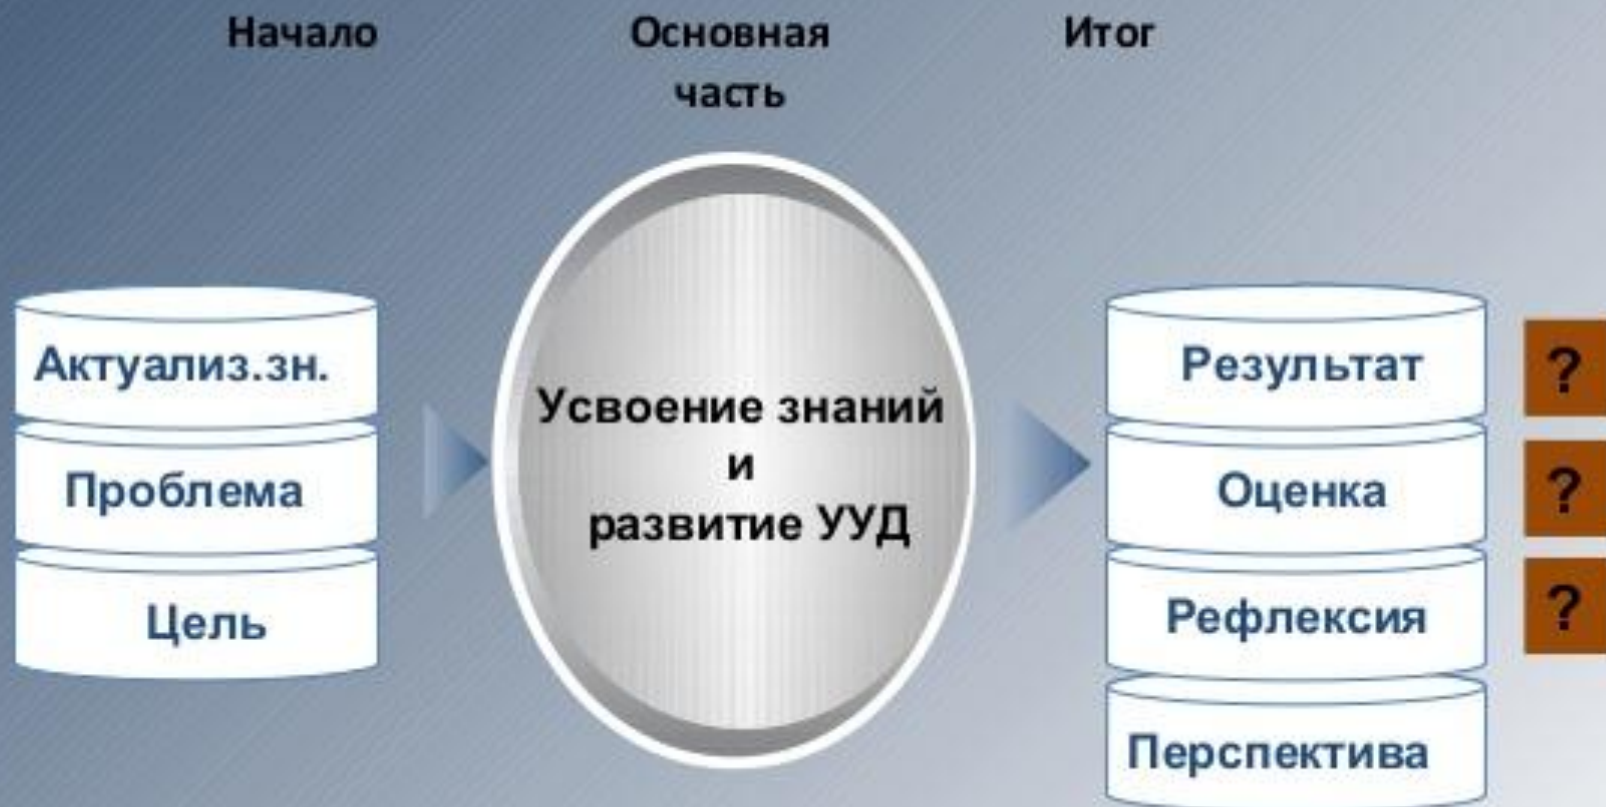 Начало
Основная
часть
Итог
Актуализ.зн.
Проблема
Цель
Усвоение знаний
и
развитие УУД
Результат
?
Оценка
?
Рефлексия
?
Перспектива